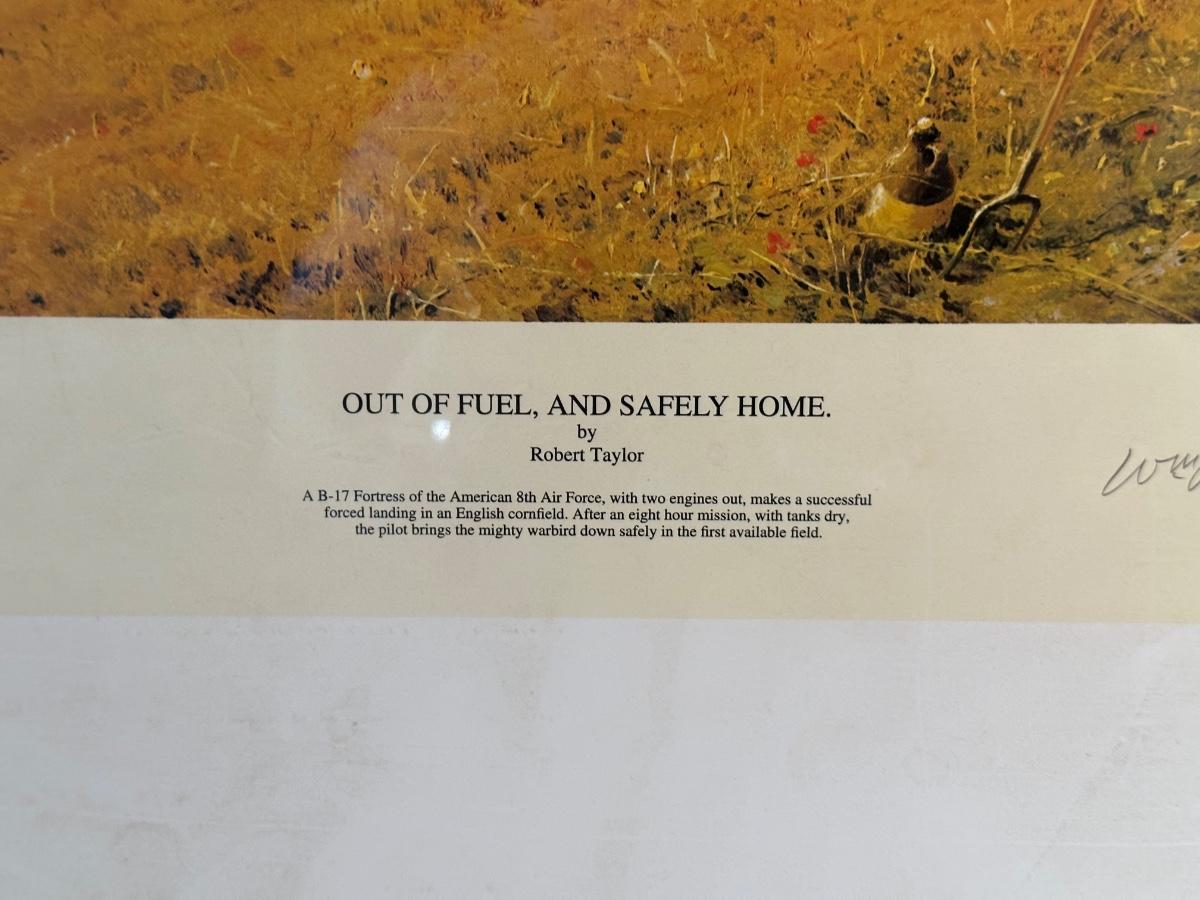 OUT OF FUEL, AND SAFELY HOME.
by
Robert Taylor
A B-17 Fortress of the American 8th Air Force, with two engines out, makes a successful
forced landing in an English cornfield. After an eight hour mission, with tanks dry,
the pilot brings the mighty warbird down safely in the first available field.